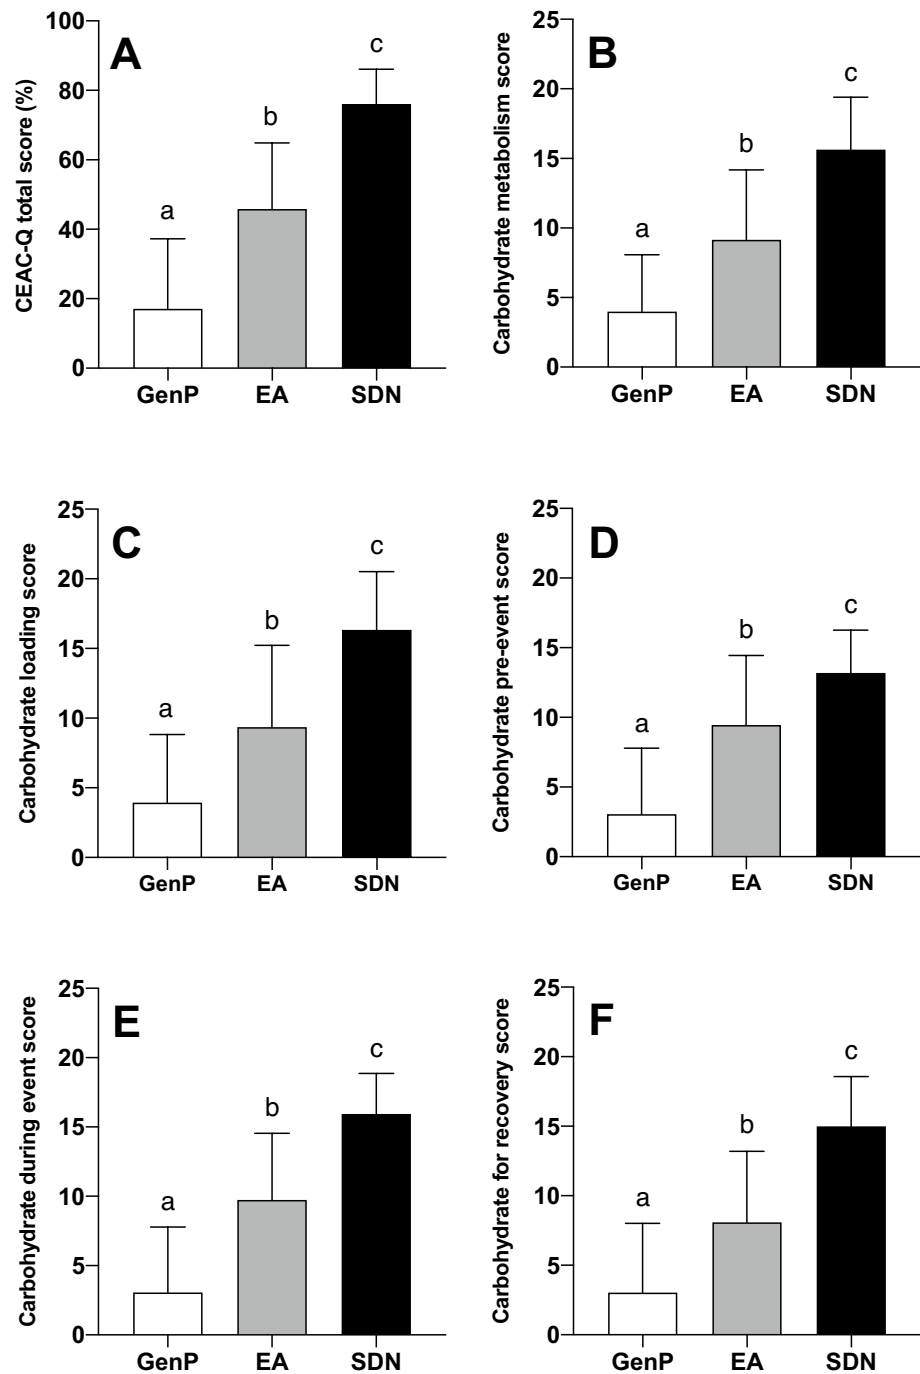 A
CEAC-Q total score (%)
100
80
60
40
20
0
a
b
c
GenP EA SDN
B
Carbohydrate metabolism score
25
20
15
10
5
0
a
b
c
GenP EA SDN
C
Carbohydrate loading score
25
20
15
10
5
0
a
b
c
GenP EA SDN
D
Carbohydrate pre-event score
25
20
15
10
5
0
a
b
c
GenP EA SDN
E
Carbohydrate during event score
25
20
15
10
5
0
a
b
c
GenP EA SDN
F
Carbohydrate for recovery score
25
20
15
10
5
0
a
b
c
GenP EA SDN